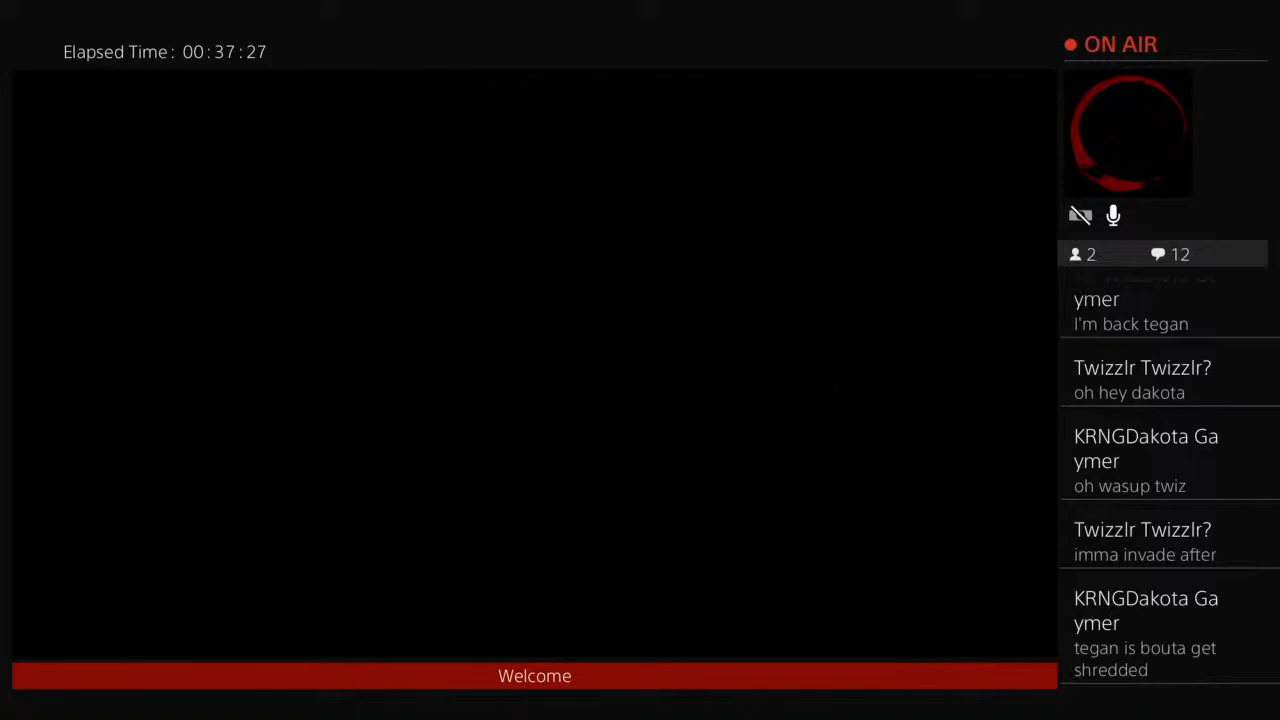 Elapsed Time: 00:37:27
ON AIR
2 12
ymer
I'm back tegan
Twizzlr Twizzlr?
oh hey dakota
KRNGDakota Ga
ymer
oh wasup twiz
Twizzlr Twizzlr?
imma invade after
KRNGDakota Ga
ymer
tegan is bouta get
shredded
Welcome